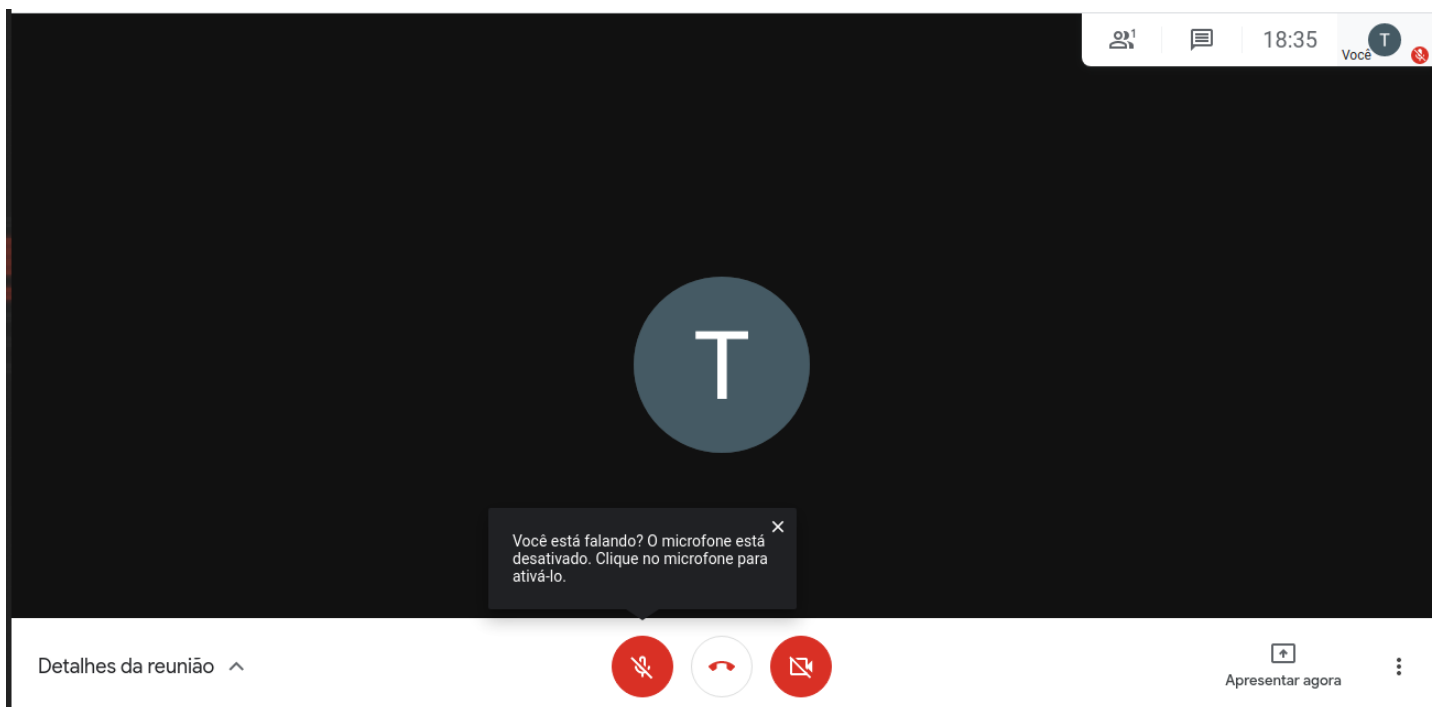 1
18:35
Você
T
T
Você está falando? O microfone está
desativado. Clique no microfone para
ativá-lo.
Detalhes da reunião
Apresentar agora